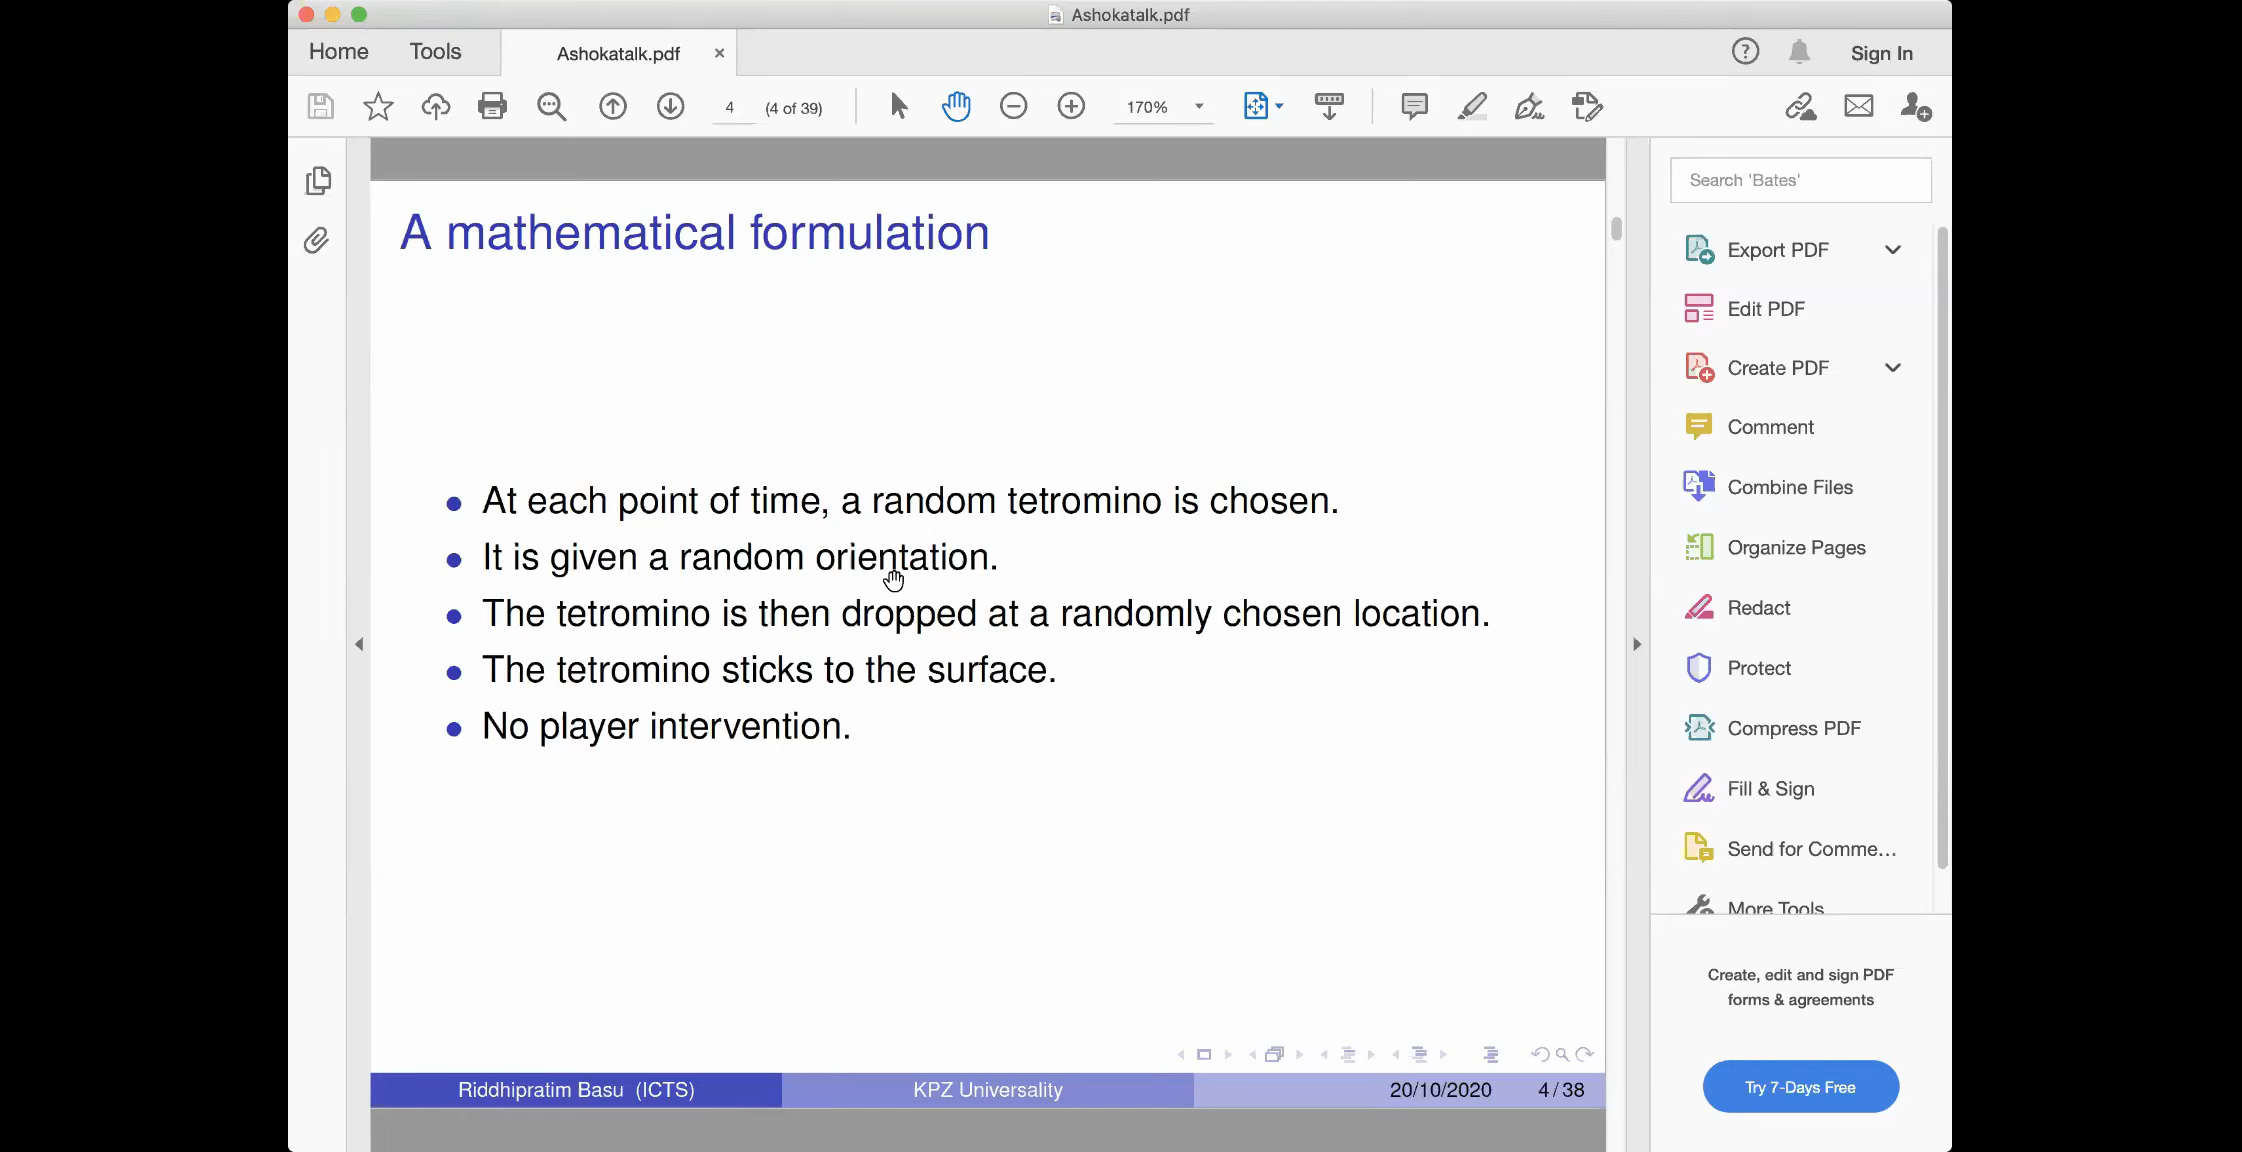 Ashokatalk.pdf
Home Tools Ashokatalk.pdf × Sign In
4 (4 of 39) 170%
Search 'Bates'
A mathematical formulation
• At each point of time, a random tetromino is chosen.
• It is given a random orientation.
• The tetromino is then dropped at a randomly chosen location.
• The tetromino sticks to the surface.
• No player intervention.
Riddhipratim Basu (ICTS) KPZ Universality 20/10/2020 4/38
Export PDF
Edit PDF
Create PDF
Comment
Combine Files
Organize Pages
Redact
Protect
Compress PDF
Fill & Sign
Send for Comme...
More Tools
Create, edit and sign PDF
forms & agreements
Try 7-Days Free